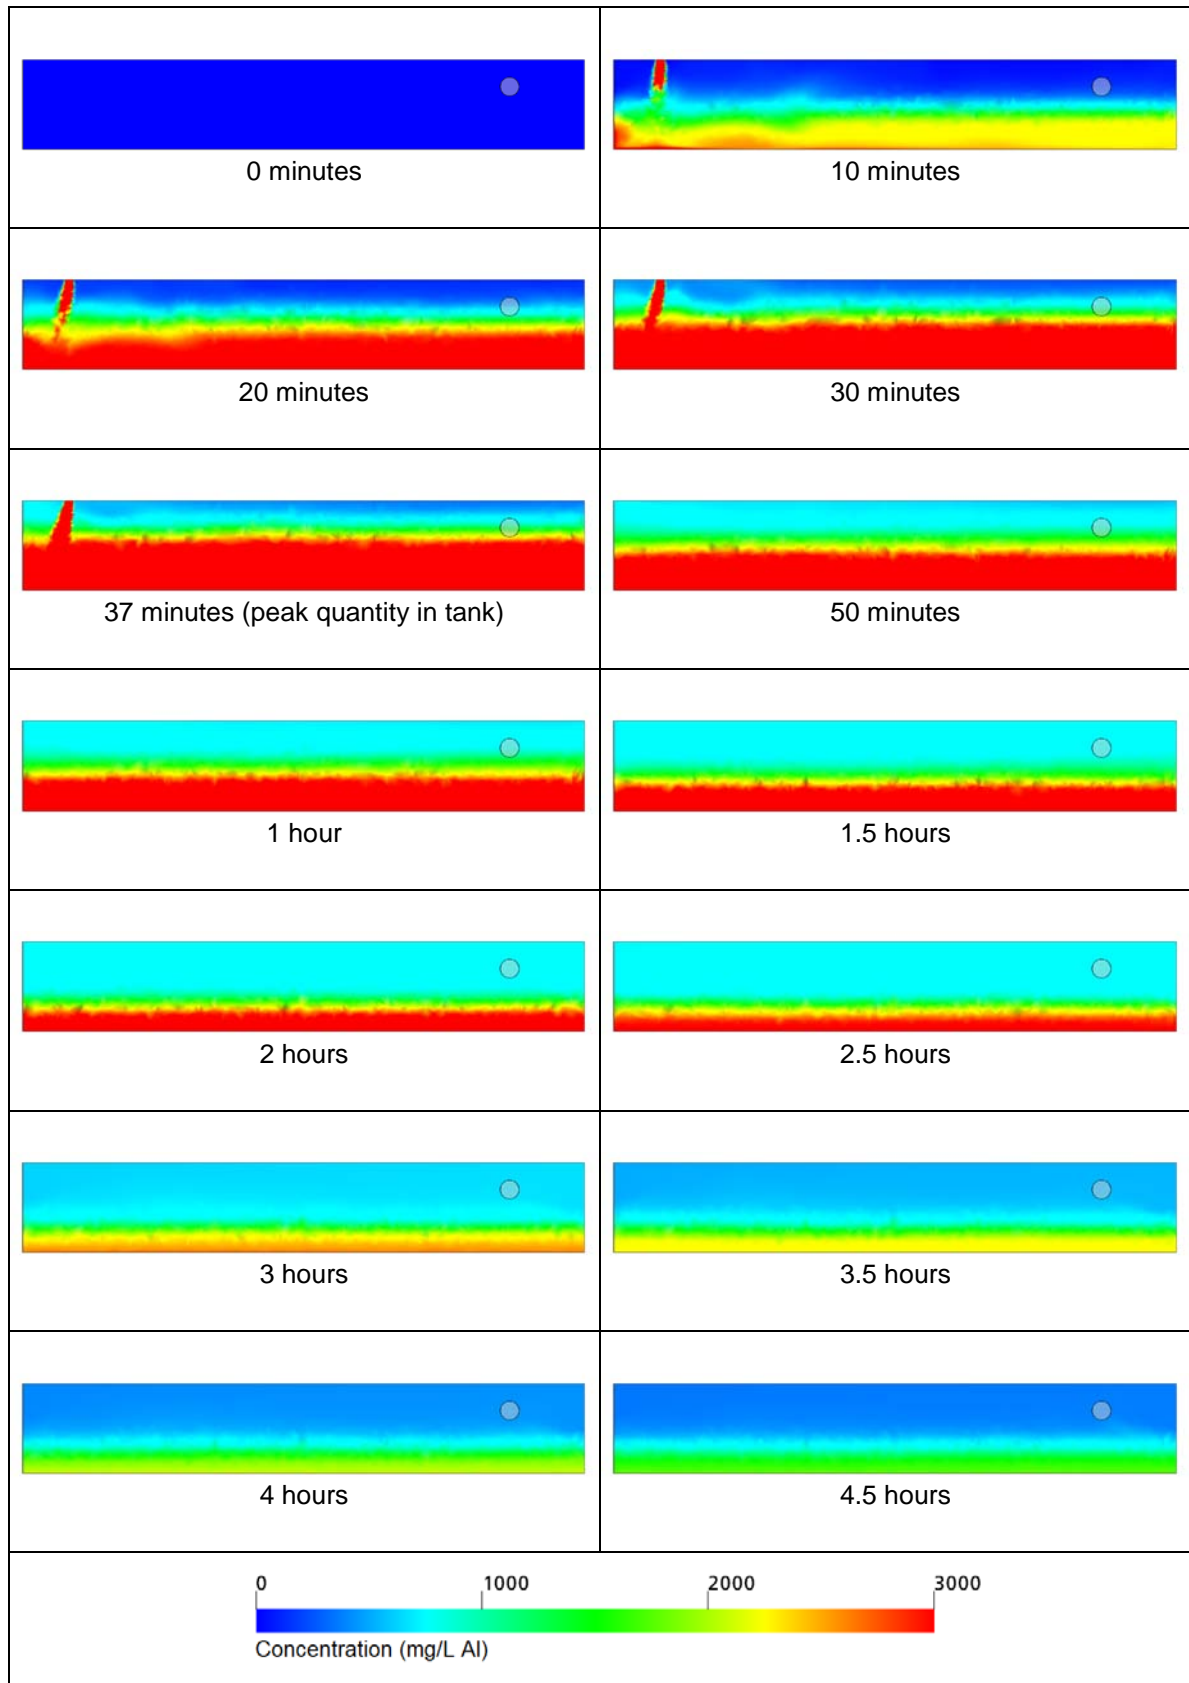 0 minutes
10 minutes
20 minutes
30 minutes
37 minutes (peak quantity in tank)
50 minutes
1 hour
1.5 hours
2 hours
2.5 hours
3 hours
3.5 hours
4 hours
4.5 hours
0 1000 2000 3000
Concentration (mg/L Al)